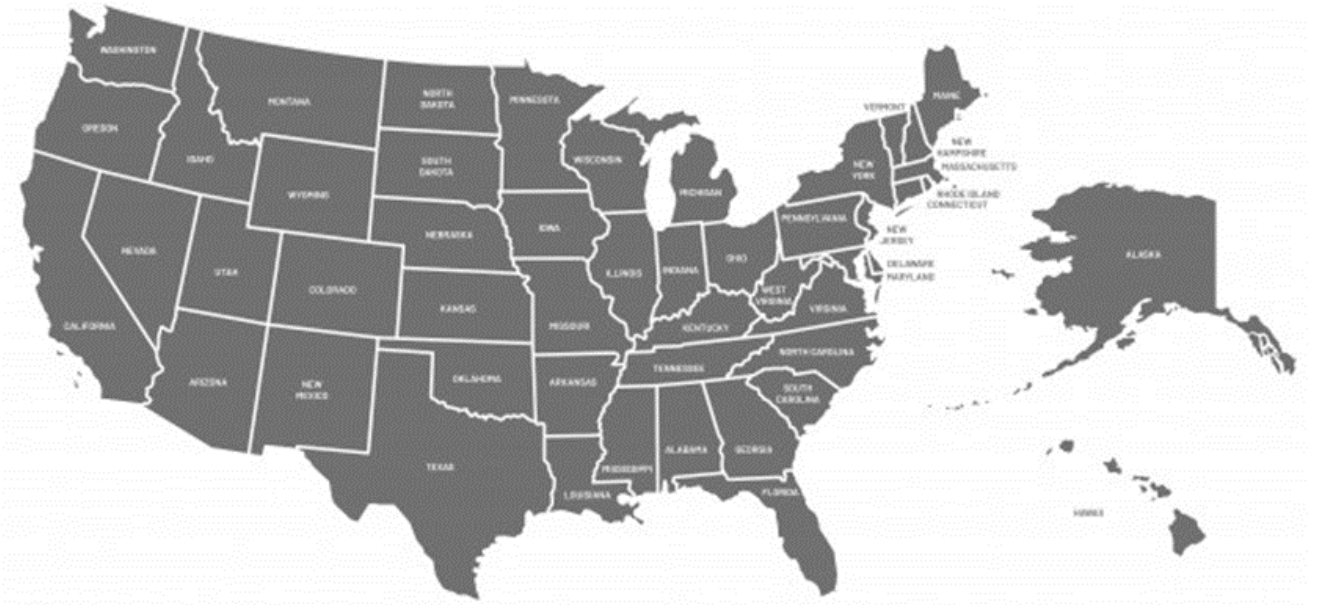 WASHINGTON
OREGON
CALIFORNIA
NEVADA
IDAHO
MONTANA
WYOMING
UTAH
COLORADO
ARIZONA
NEW
MEXICO
NORTH
DAKOTA
SOUTH
DAKOTA
NEBRASKA
KANSAS
OKLAHOMA
TEXAS
MINNESOTA
IOWA
MISSOURI
ARKANSAS
LOUISIANA
WISCONSIN
ILLINOIS
MICHIGAN
INDIANA
OHIO
KENTUCKY
TENNESSEE
MISSISSIPPI
ALABAMA
GEORGIA
FLORIDA
SOUTH
CAROLINA
NORTH CAROLINA
VIRGINIA
WEST
VIRGINIA
PENNSYLVANIA
NEW
YORK
VERMONT
MAINE
NEW
HAMPSHIRE
MASSACHUSETTS
RHODE ISLAND
CONNECTICUT
NEW
JERSEY
DELAWARE
MARYLAND
ALASKA
HAWAII